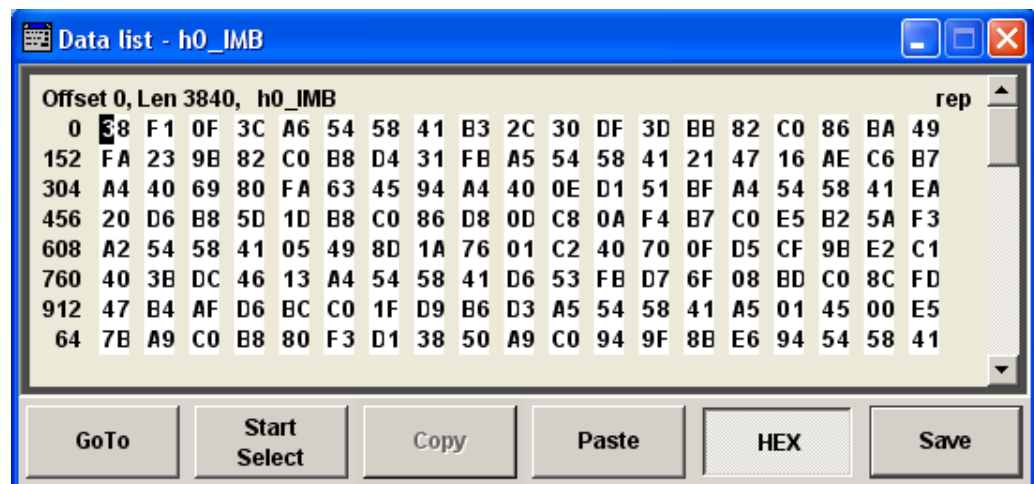 Data list - h0_IMB
Offset 0, Len 3840, h0_IMB rep
0 38 F1 0F 3C A6 54 58 41 B3 2C 30 DF 3D BB 82 C0 86 BA 49
152 FA 23 9B 82 C0 B8 D4 31 FB A5 54 58 41 21 47 16 AE C6 B7
304 A4 40 69 80 FA 63 45 94 A4 40 0E D1 51 BF A4 54 58 41 EA
456 20 D6 B8 5D 1D B8 C0 86 D8 0D C8 0A F4 B7 C0 E5 B2 5A F3
608 A2 54 58 41 05 49 8D 1A 76 01 C2 40 70 0F D5 CF 9B E2 C1
760 40 3B DC 46 13 A4 54 58 41 D6 53 FB D7 6F 08 BD C0 8C FD
912 47 B4 AF D6 BC C0 1F D9 B6 D3 A5 54 58 41 A5 01 45 00 E5
64 7B A9 C0 B8 80 F3 D1 38 50 A9 C0 94 9F 8B E6 94 54 58 41
GoTo Start Select Copy Paste HEX Save